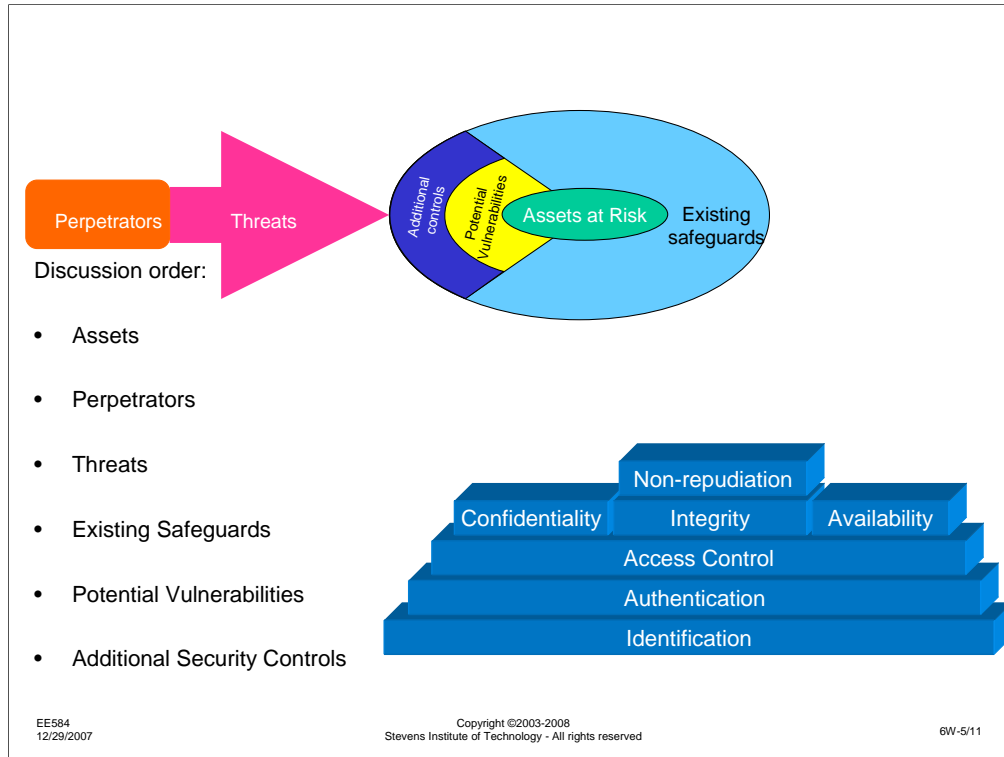 Perpetrators
Threats
Additional
controls
Potential
Vulnerabilities
Assets at Risk
Existing
safeguards
Discussion order:
• Assets
• Perpetrators
• Threats
• Existing Safeguards
• Potential Vulnerabilities
• Additional Security Controls
Non-repudiation
Confidentiality
Integrity
Availability
Access Control
Authentication
Identification
EE584
12/29/2007
Copyright ©2003-2008
Stevens Institute of Technology - All rights reserved
6W-5/11